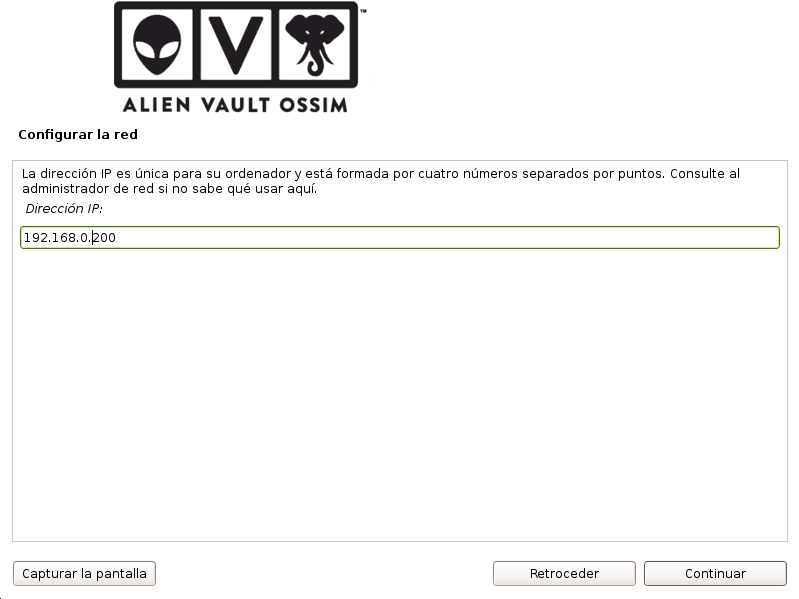 V
™
ALIEN VAULT OSSIM
Configurar la red
La dirección IP es única para su ordenador y está formada por cuatro números separados por puntos. Consulte al
administrador de red si no sabe qué usar aquí.
Dirección IP:
192.168.0.200
Capturar la pantalla
Retroceder
Continuar